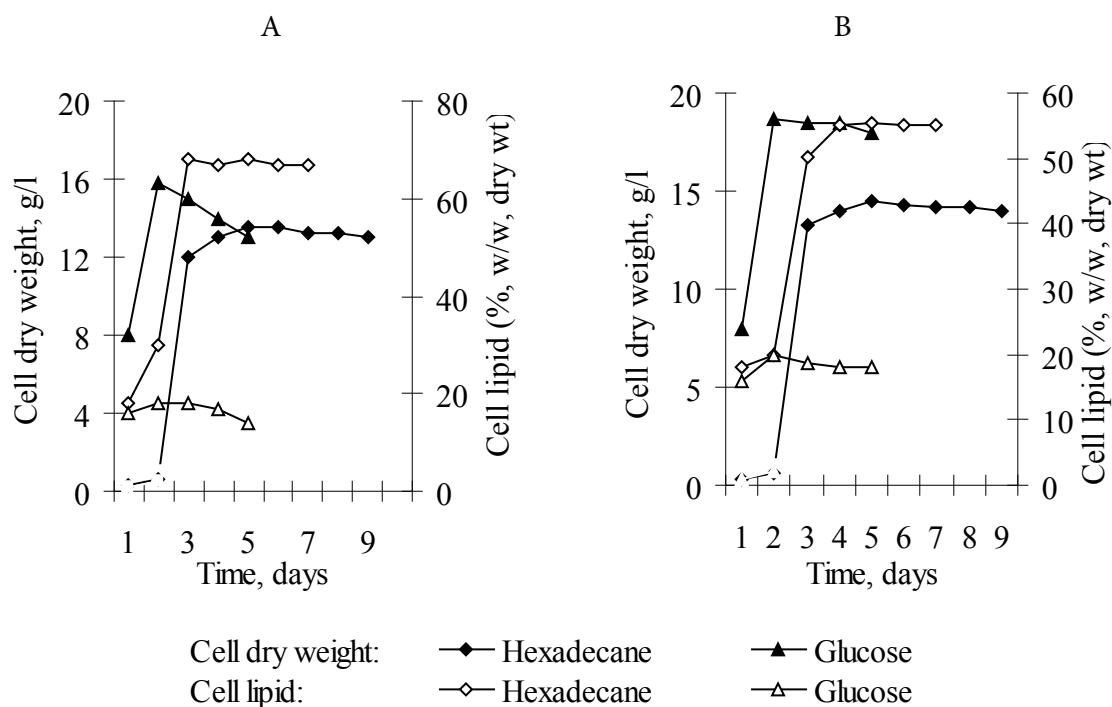 A
B
20
16
12
8
4
0
Cell dry weight, g/l
80
60
40
20
0
Cell lipid (%, w/w, dry wt)
1 3 5 7 9
Time, days
20
15
10
5
0
Cell dry weight, g/l
60
50
40
30
20
10
0
Cell lipid (%, w/w, dry wt)
1 2 3 4 5 6 7 8 9
Time, days
Cell dry weight: Hexadecane Glucose
Cell lipid: Hexadecane Glucose